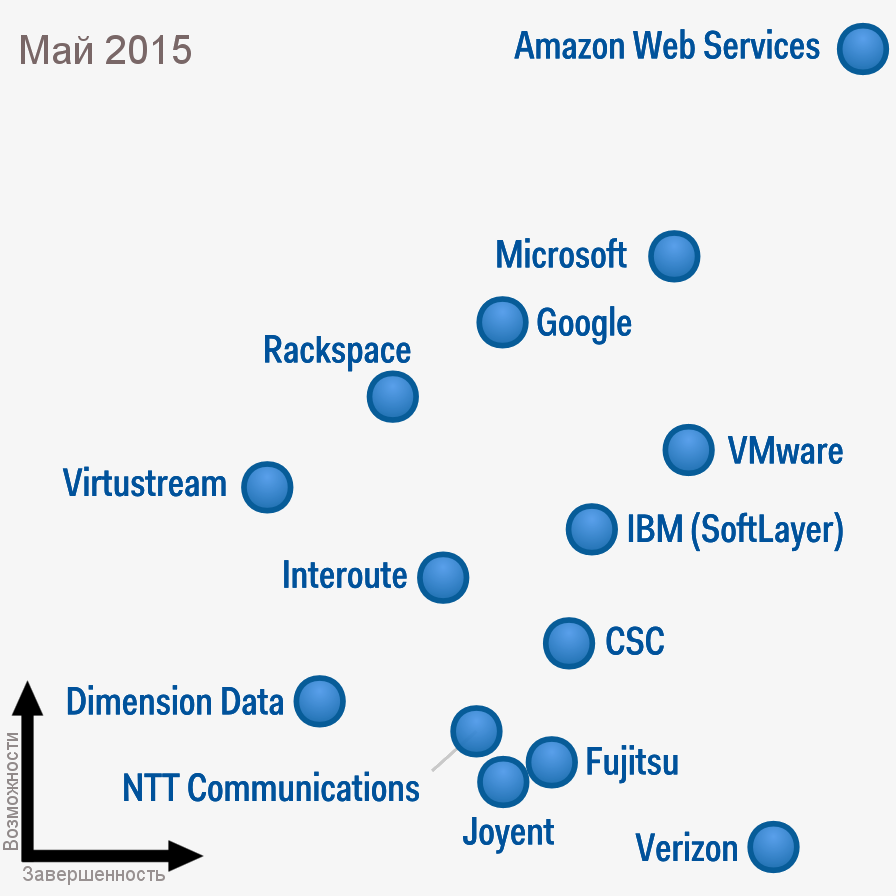 Май 2015
Amazon Web Services
Microsoft
Google
Rackspace
VMware
Virtustream
IBM (SoftLayer)
Interoute
CSC
Dimension Data
Fujitsu
NTT Communications
Joyent
Verizon
Возможности
Завершенность